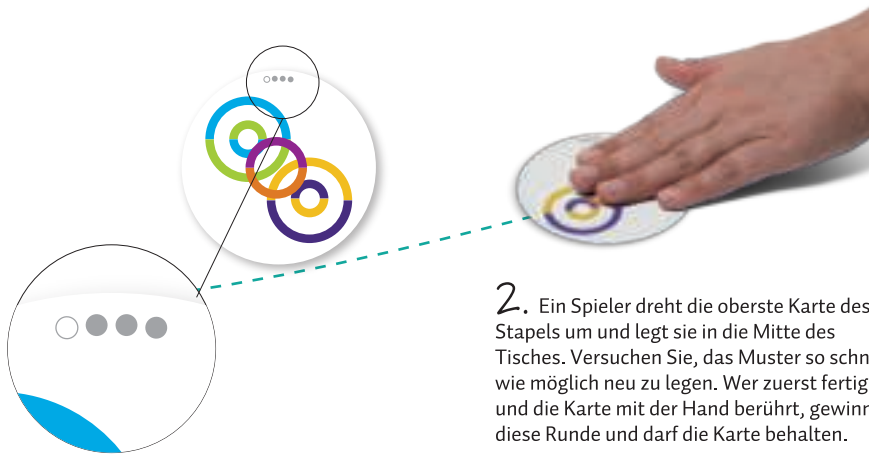 2. Ein Spieler dreht die oberste Karte des
Stapels um und legt sie in die Mitte des
Tisches. Versuchen Sie, das Muster so schn
wie möglich neu zu legen. Wer zuerst fertig
und die Karte mit der Hand berührt, gewinn
diese Runde und darf die Karte behalten.